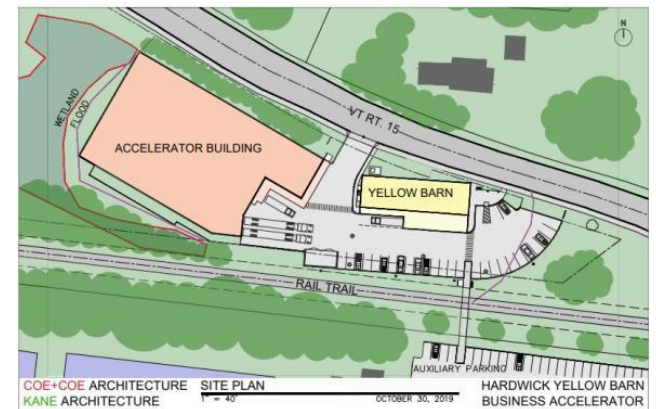 N
VT RT. 15
WETLAND
FLOOD
ACCELERATOR BUILDING
YELLOW BARN
RAIL TRAIL
AUXILIARY PARKING
COE+COE ARCHITECTURE
KANE ARCHITECTURE
SITE PLAN
1" = 40'
OCTOBER 30, 2019
HARDWICK YELLOW BARN
BUSINESS ACCELERATOR